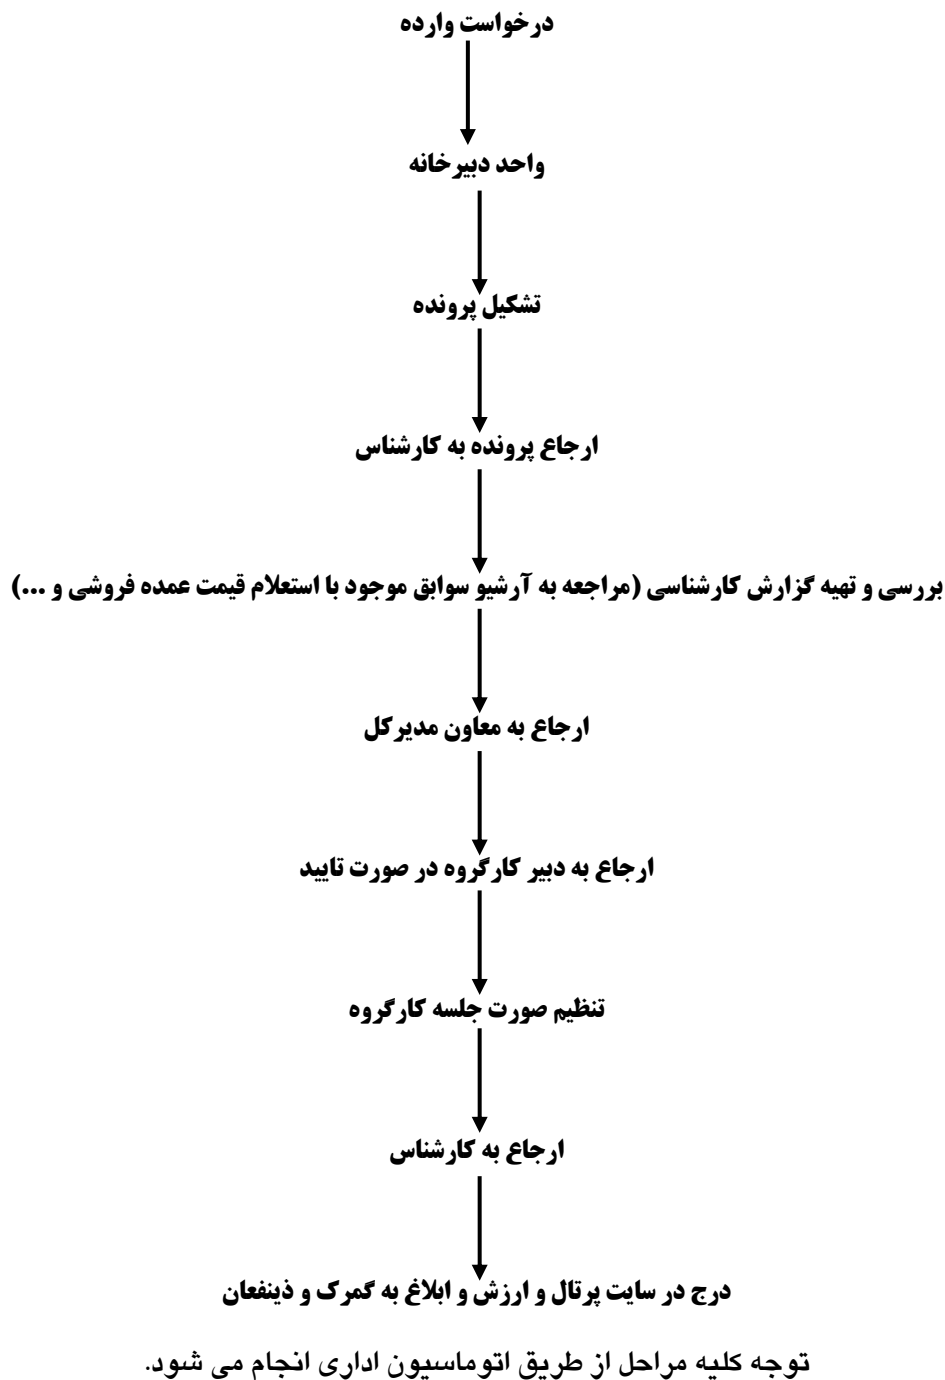 درخواست وارده
واحد دبیرخانه
تشکیل پرونده
ارجاع پرونده به کارشناس
بررسی و تهیه گزارش کارشناسی (مراجعه به آرشیو سوابق موجود با استعلام قیمت عمده فروشی و ...)
ارجاع به معاون مدیرکل
ارجاع به دبیر کارگروه در صورت تایید
تنظیم صورت جلسه کارگروه
ارجاع به کارشناس
درج در سایت پرتال و ارزش و ابلاغ به گمرک و ذینفعان
توجه کلیه مراحل از طریق اتوماسیون اداری انجام می شود.